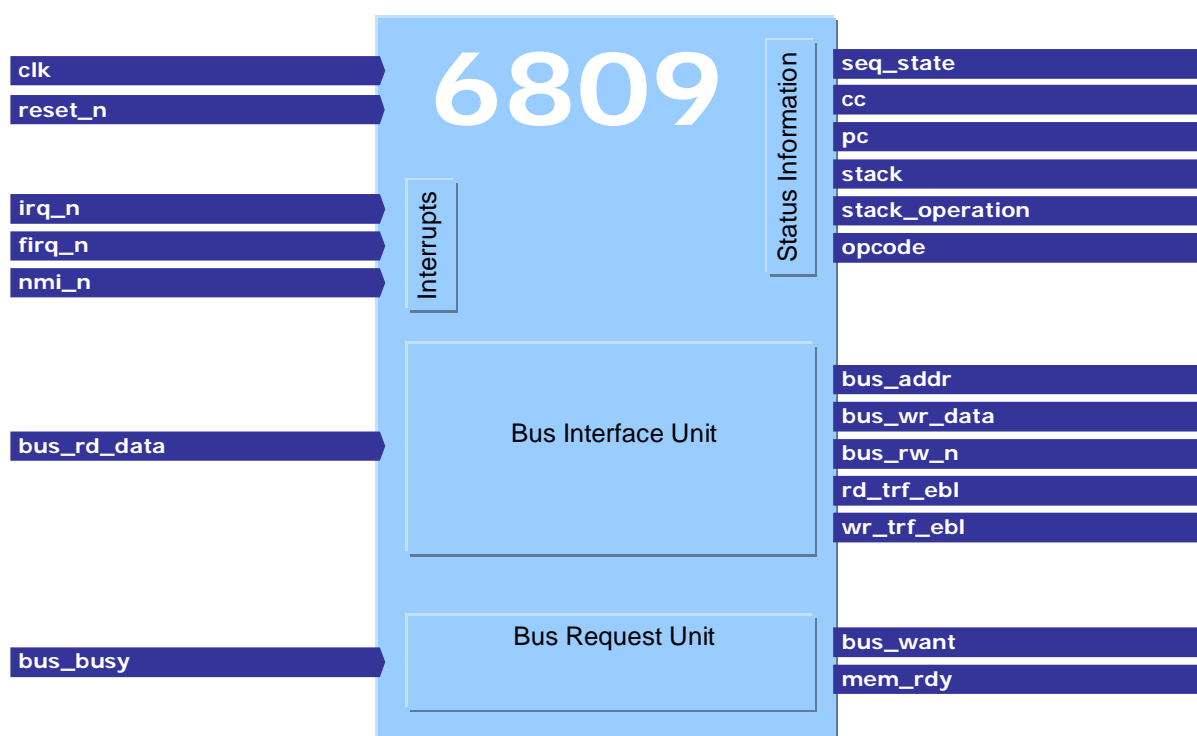 6809
clk
reset_n
irq_n
firq_n
nmi_n
Interrupts
Status Information
seq_state
cc
pc
stack
stack_operation
opcode
bus_rd_data
Bus Interface Unit
bus_addr
bus_wr_data
bus_rw_n
rd_trf_ebl
wr_trf_ebl
bus_busy
Bus Request Unit
bus_want
mem_rdy